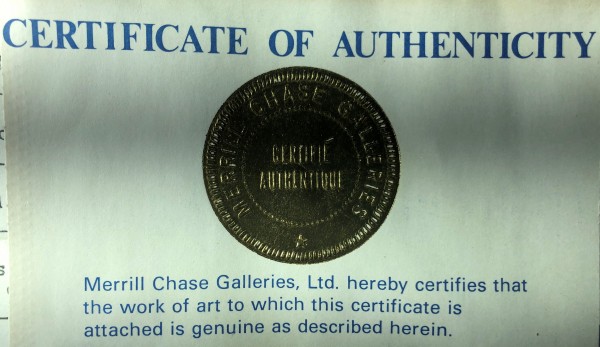 CERTIFICATE OF AUTHENTICITY
MERRILL CHASE GALLERIES
CERTIFIÉ
AUTHENTIQUE
Merrill Chase Galleries, Ltd. hereby certifies that
the work of art to which this certificate is
attached is genuine as described herein.